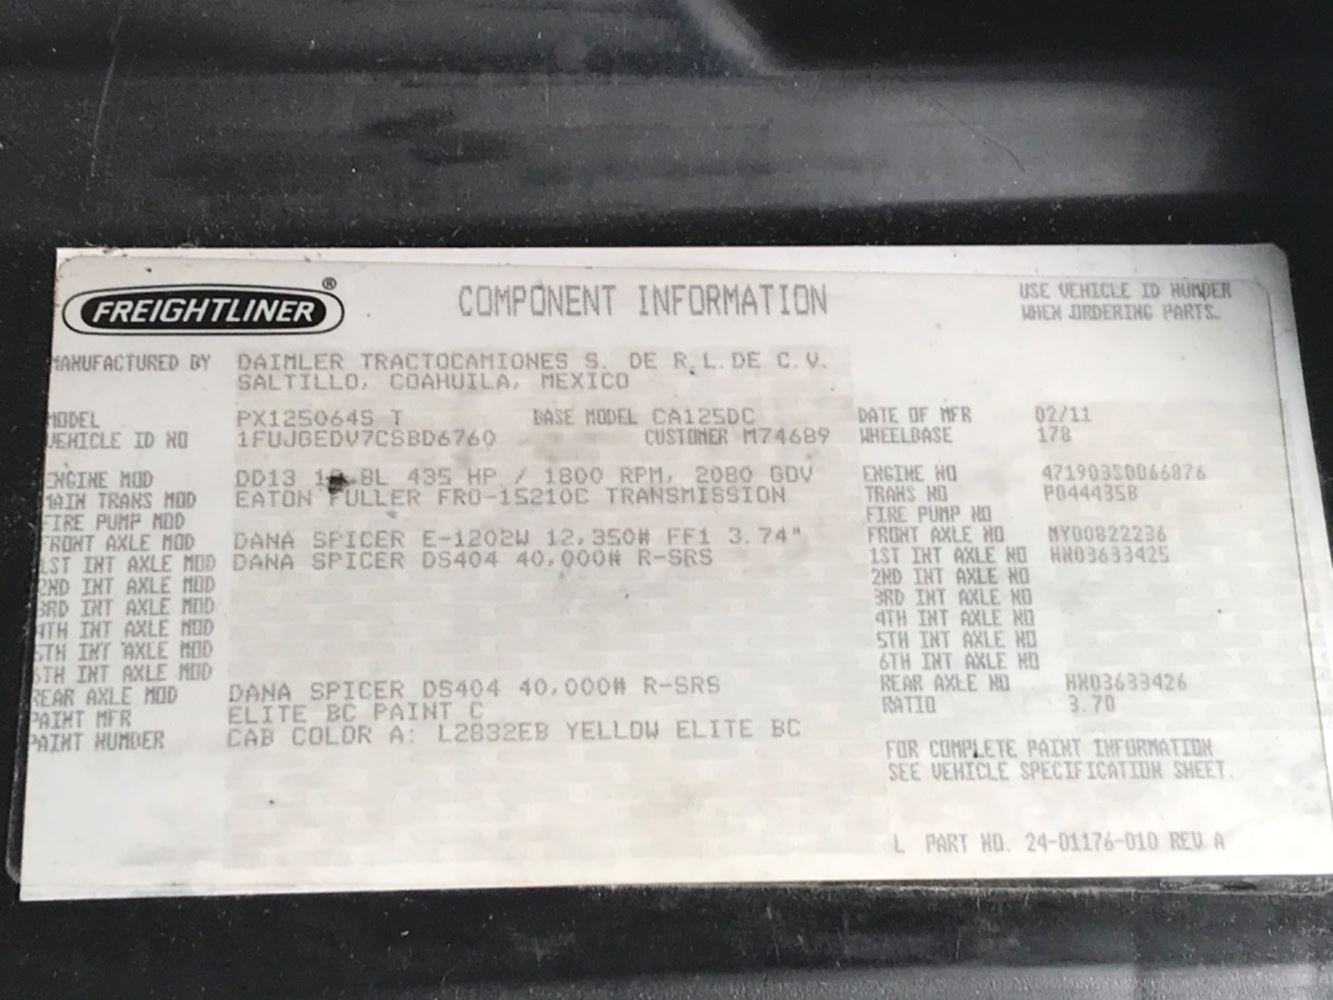 FREIGHTLINER®
COMPONENT INFORMATION
USE VEHICLE ID NUMBER
WHEN ORDERING PARTS.
MANUFACTURED BY DAIMLER TRACTOCAMIONES S. DE R.L. DE C.V.
SALTILLO, COAHUILA, MEXICO
MODEL PX125064S T BASE MODEL CA125DC DATE OF MFR 02/11
VEHICLE ID NO 1FUJGEDV7CSBD6760 CUSTOMER M74689 WHEELBASE 178
ENGINE MOD DD13 8L 435 HP / 1800 RPM, 2080 GOV ENGINE NO 471903S0066876
MAIN TRANS MOD EATON FULLER FRO-15210C TRANSMISSION TRANS NO P0444358
FIRE PUMP MOD FIRE PUMP NO
FRONT AXLE MOD DANA SPICER E-1202W 12,350# FF1 3.74" FRONT AXLE NO MY00822236
1ST INT AXLE MOD DANA SPICER DS404 40,000# R-SRS 1ST INT AXLE NO HK03633425
2ND INT AXLE MOD 2ND INT AXLE NO
3RD INT AXLE MOD 3RD INT AXLE NO
4TH INT AXLE MOD 4TH INT AXLE NO
5TH INT AXLE MOD 5TH INT AXLE NO
6TH INT AXLE MOD 6TH INT AXLE NO
REAR AXLE MOD DANA SPICER DS404 40,000# R-SRS REAR AXLE NO HK03633426
PAINT MFR ELITE BC PAINT C RATIO 3.70
PAINT NUMBER CAB COLOR A: L2832EB YELLOW ELITE BC
FOR COMPLETE PAINT INFORMATION
SEE VEHICLE SPECIFICATION SHEET.
L PART NO. 24-01176-010 REV A